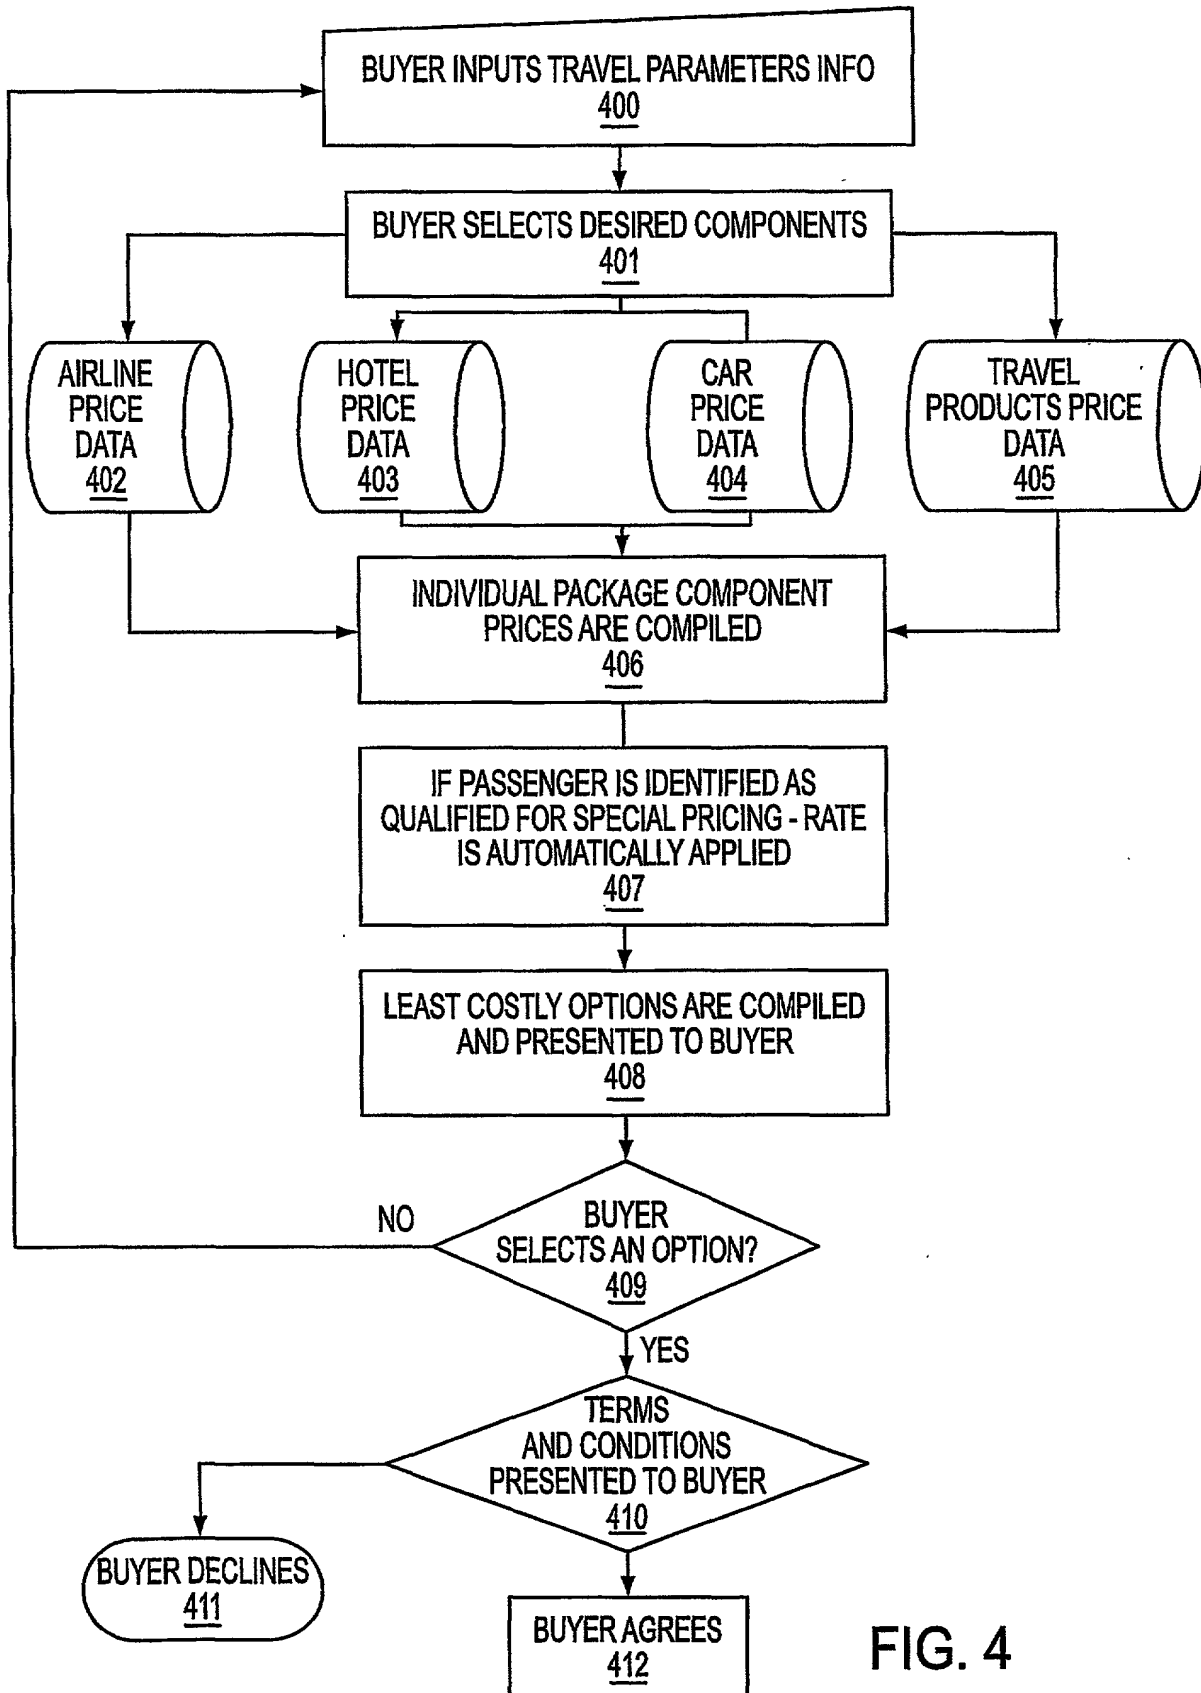 BUYER INPUTS TRAVEL PARAMETERS INFO
400
BUYER SELECTS DESIRED COMPONENTS
401
AIRLINE
PRICE
DATA
402
HOTEL
PRICE
DATA
403
CAR
PRICE
DATA
404
TRAVEL
PRODUCTS PRICE
DATA
405
INDIVIDUAL PACKAGE COMPONENT
PRICES ARE COMPILED
406
IF PASSENGER IS IDENTIFIED AS
QUALIFIED FOR SPECIAL PRICING - RATE
IS AUTOMATICALLY APPLIED
407
LEAST COSTLY OPTIONS ARE COMPILED
AND PRESENTED TO BUYER
408
NO
BUYER
SELECTS AN OPTION?
409
YES
TERMS
AND CONDITIONS
PRESENTED TO BUYER
410
BUYER DECLINES
411
BUYER AGREES
412
FIG. 4